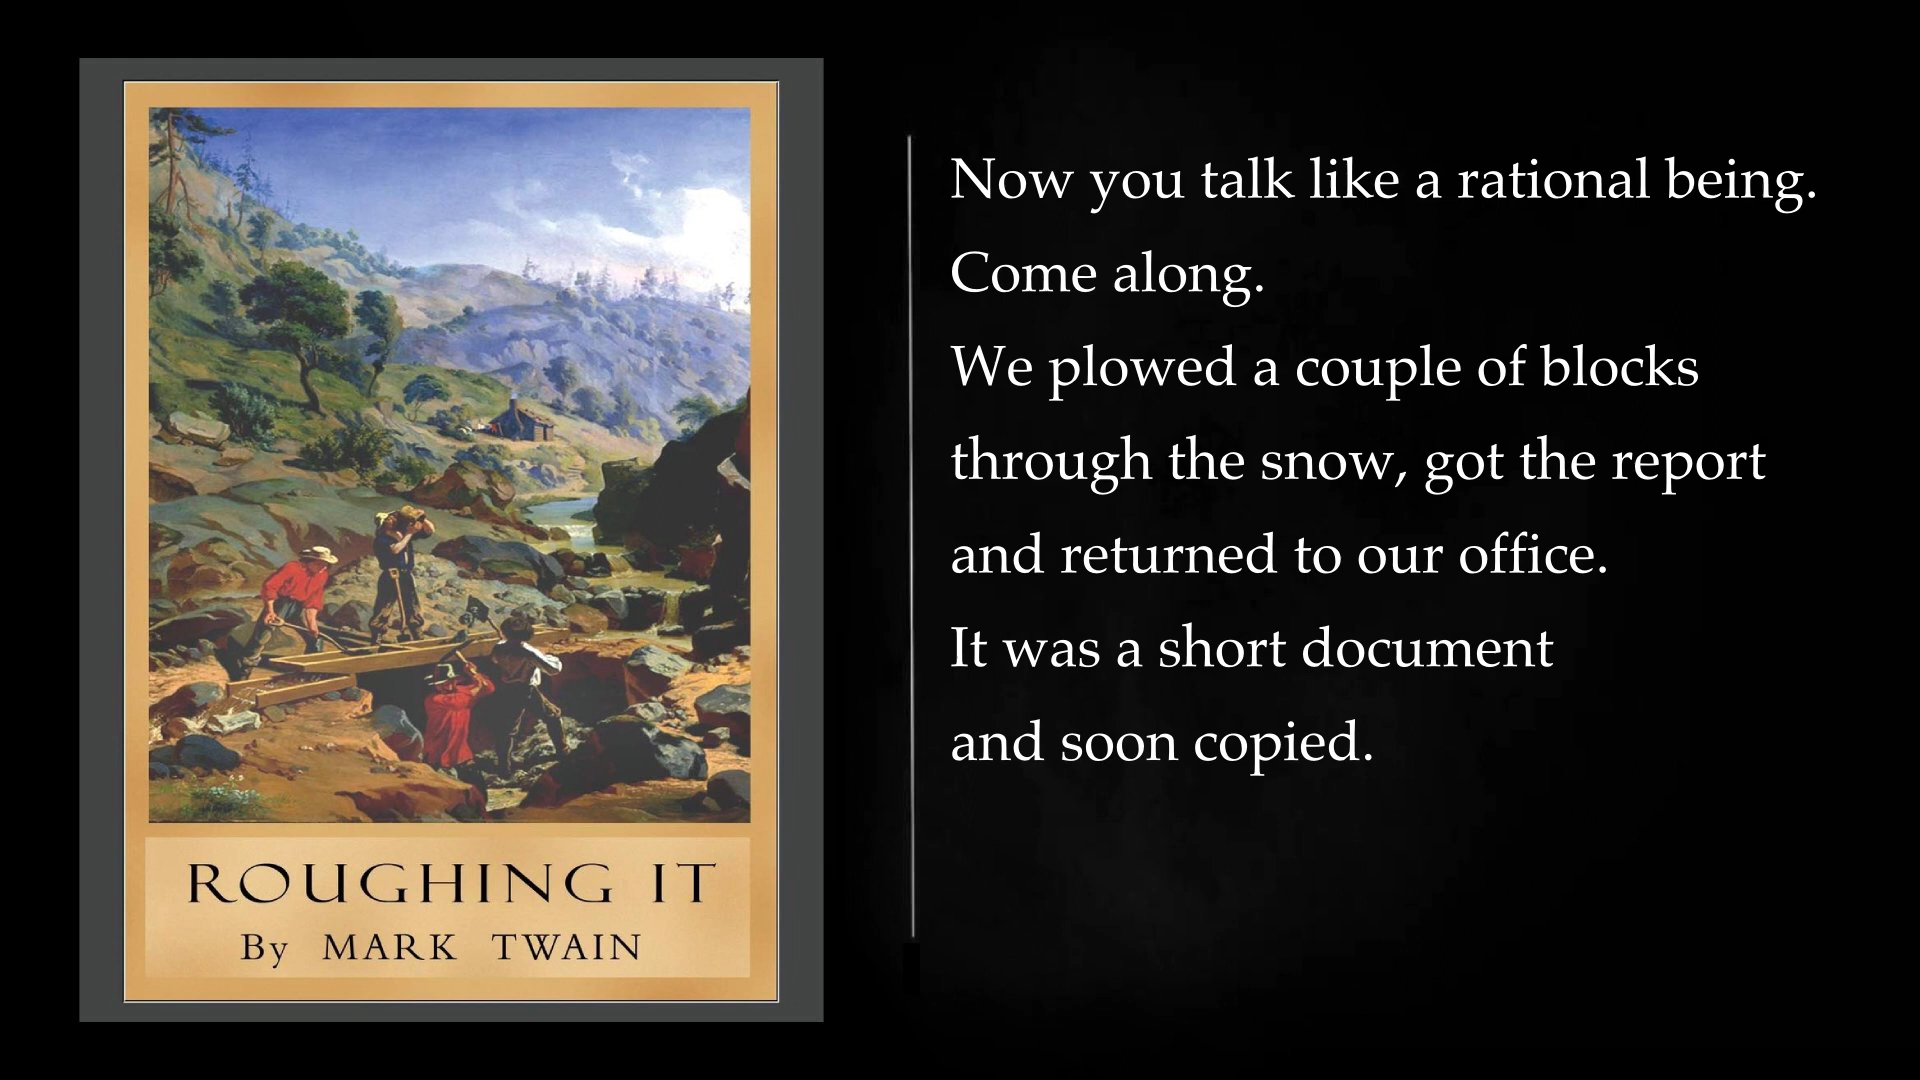 ROUGHING IT
By MARK TWAIN
Now you talk like a rational being.
Come along.
We plowed a couple of blocks
through the snow, got the report
and returned to our office.
It was a short document
and soon copied.